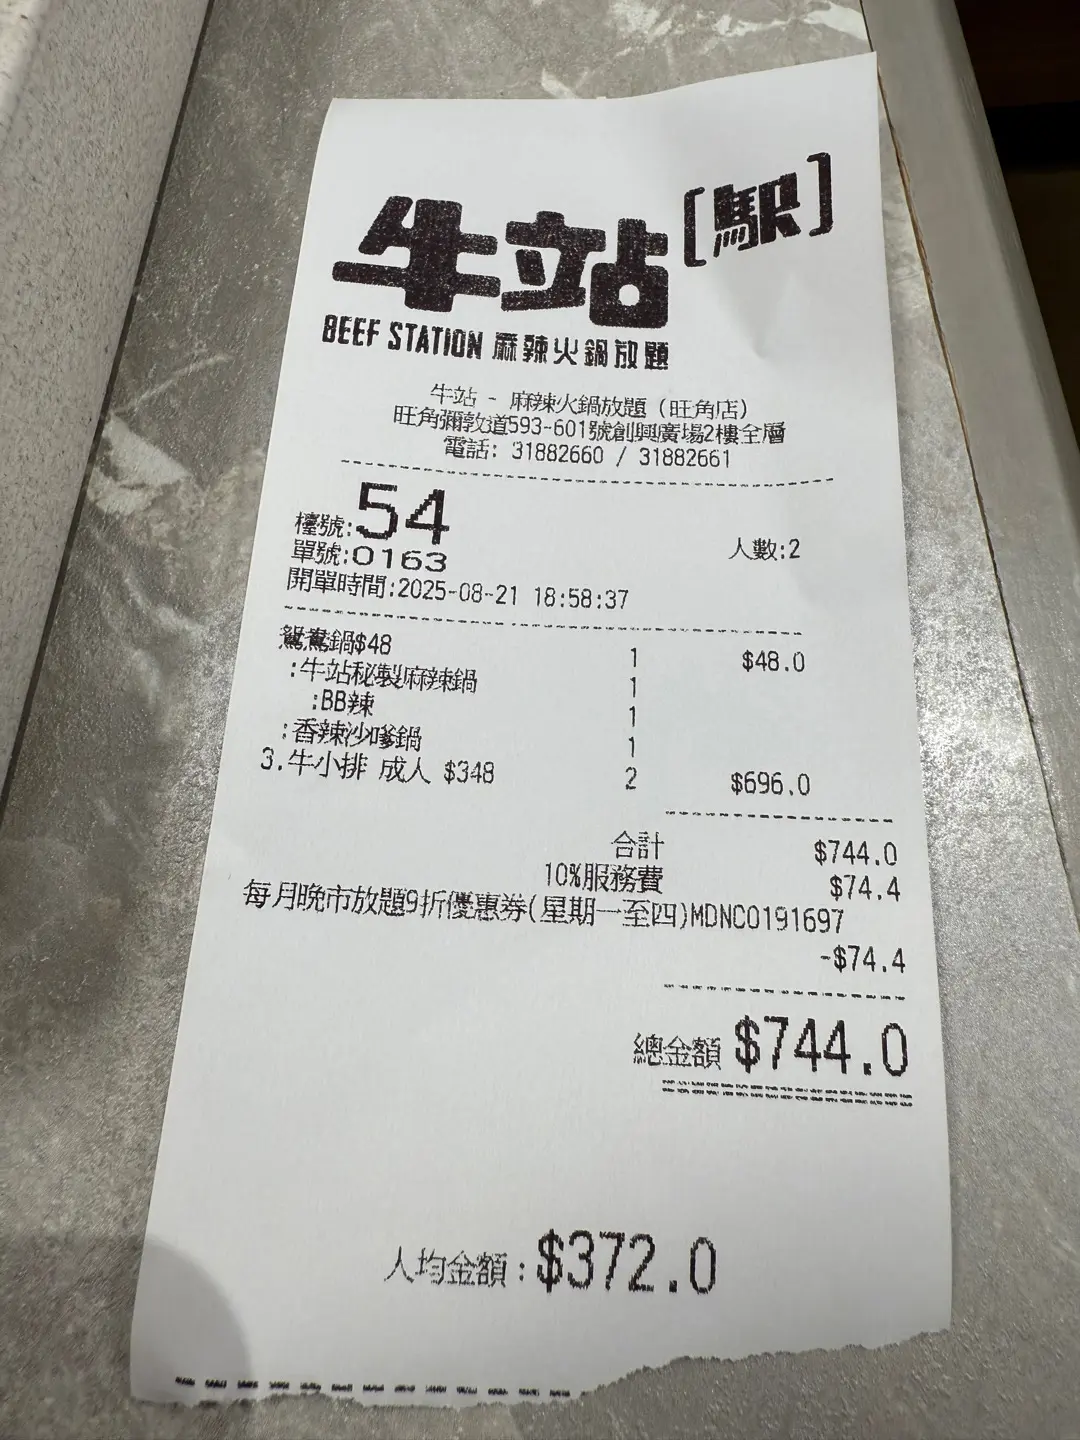 牛站[駅]
BEEF STATION 麻辣火鍋放題
牛站 - 麻辣火鍋放題 (旺角店)
旺角彌敦道593-601號創興廣場2樓全層
電話: 31882660 / 31882661
檯號:54 人數:2
單號:0163
開單時間:2025-08-21 18:58:37
鴛鴦鍋$48 1 $48.0
:牛站秘製麻辣鍋 1
:BB辣 1
:香辣沙嗲鍋 1
3.牛小排 成人 $348 2 $696.0
合計 $744.0
10%服務費 $74.4
每月晚市放題9折優惠券(星期一至四)MDNC0191697
-$74.4
總金額 $744.0
人均金額:$372.0